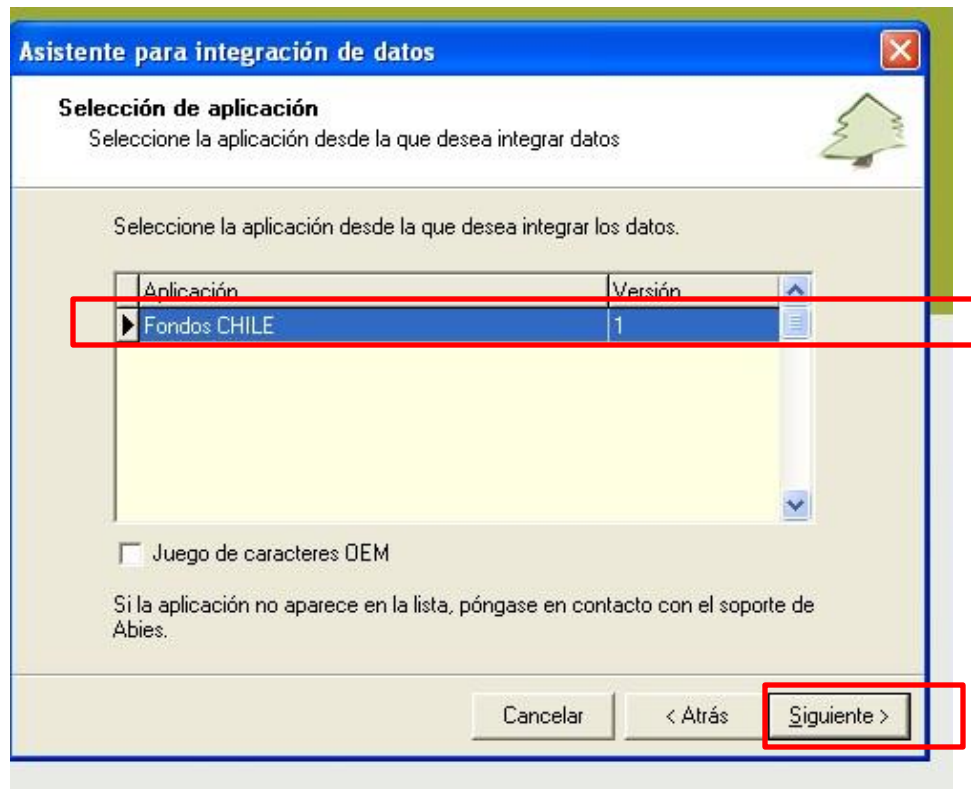 Asistente para integración de datos
Selección de aplicación
Seleccione la aplicación desde la que desea integrar datos
Seleccione la aplicación desde la que desea integrar los datos.
Aplicación Versión
Fondos CHILE 1
Juego de caracteres OEM
Si la aplicación no aparece en la lista, póngase en contacto con el soporte de
Abies.
Cancelar < Atrás Siguiente >